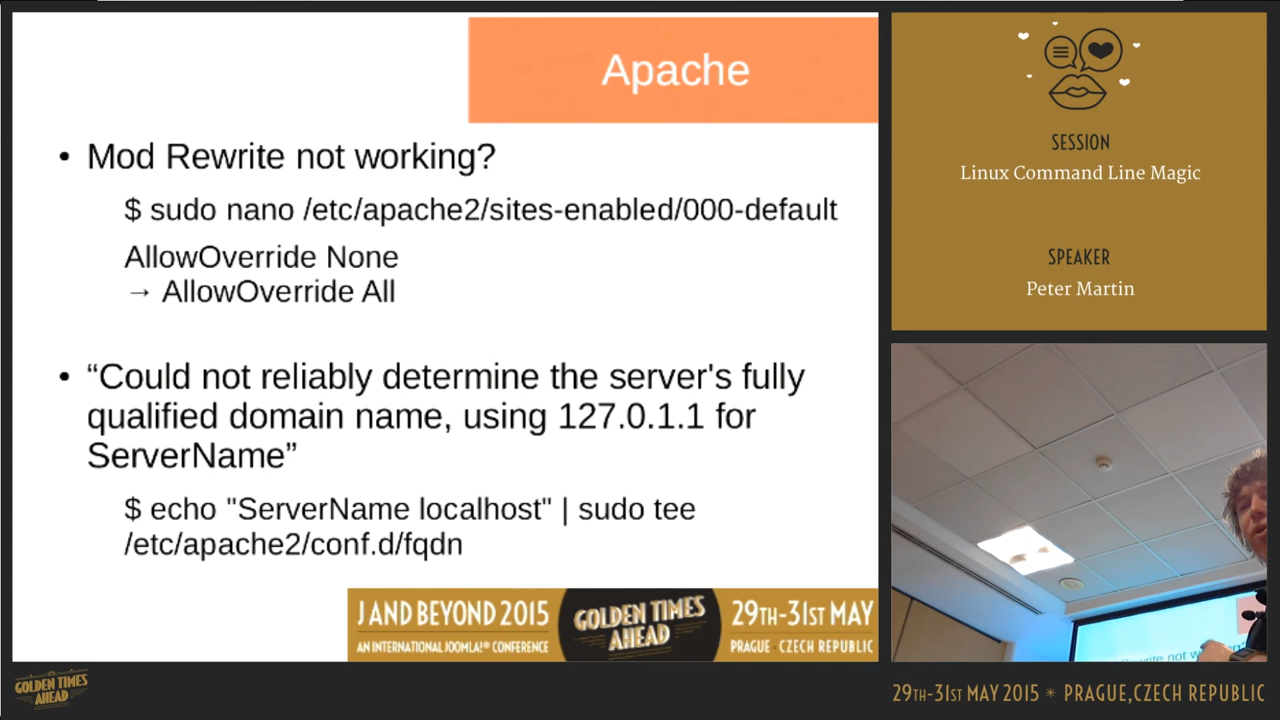 Apache
• Mod Rewrite not working?
$ sudo nano /etc/apache2/sites-enabled/000-default
AllowOverride None
→ AllowOverride All
• “Could not reliably determine the server's fully
qualified domain name, using 127.0.1.1 for
ServerName”
$ echo "ServerName localhost" | sudo tee
/etc/apache2/conf.d/fqdn
J AND BEYOND 2015
AN INTERNATIONAL JOOMLA!® CONFERENCE
GOLDEN TIMES
AHEAD
29TH-31ST MAY
PRAGUE · CZECH REPUBLIC
SESSION
Linux Command Line Magic
SPEAKER
Peter Martin
write not w
GOLDEN TIMES
AHEAD
29TH-31ST MAY 2015 * PRAGUE,CZECH REPUBLIC